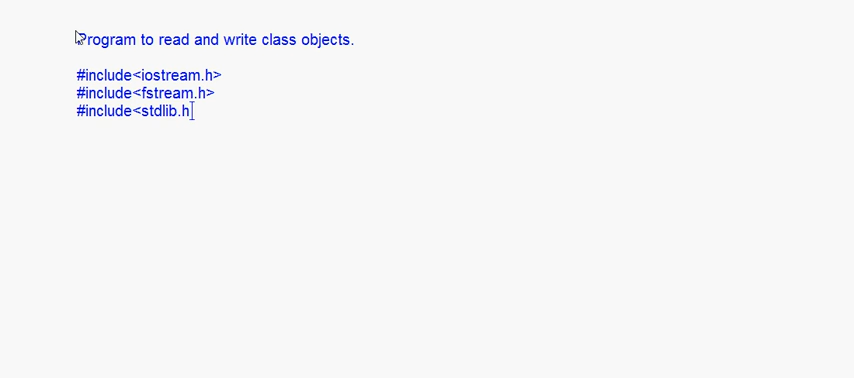 Program to read and write class objects.
#include<iostream.h>
#include<fstream.h>
#include<stdlib.h